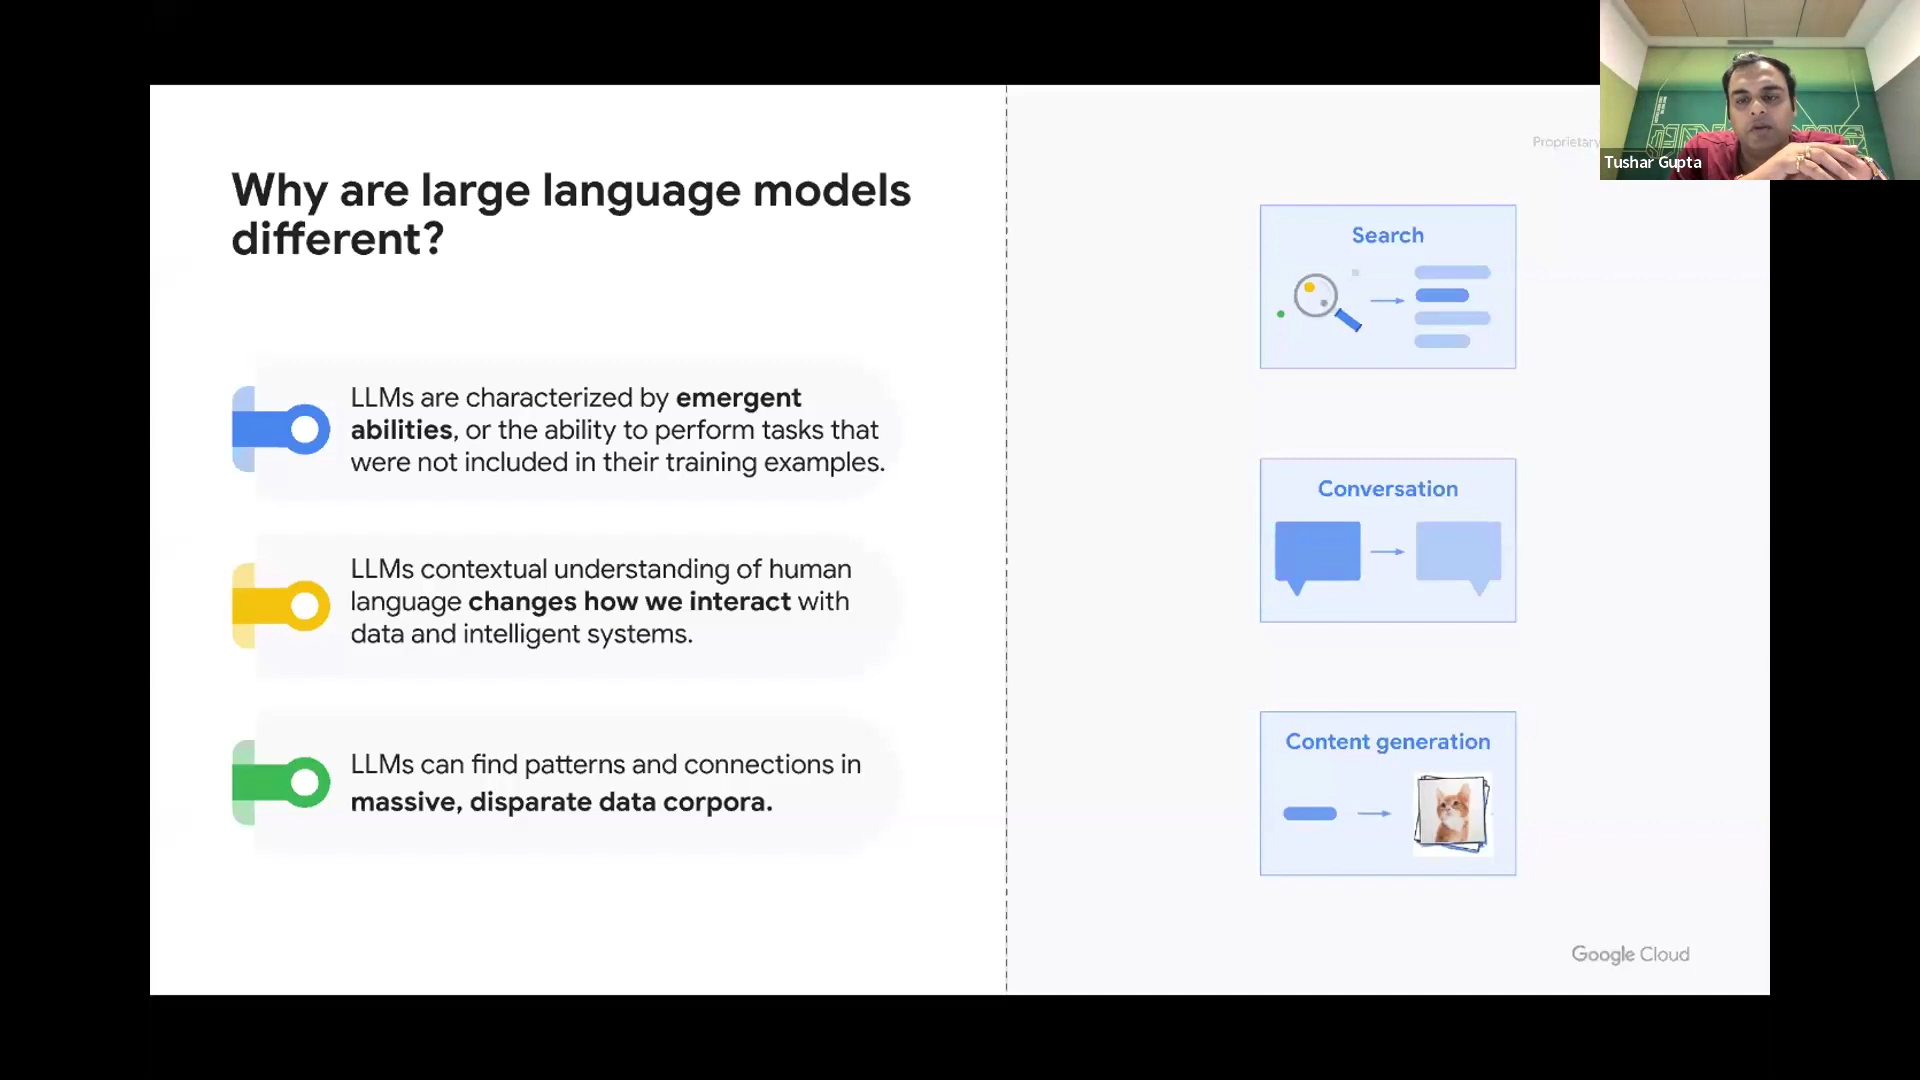 Why are large language models
different?
LLMs are characterized by emergent
abilities, or the ability to perform tasks that
were not included in their training examples.
LLMs contextual understanding of human
language changes how we interact with
data and intelligent systems.
LLMs can find patterns and connections in
massive, disparate data corpora.
Proprietary
Tushar Gupta
Search
Conversation
Content generation
Google Cloud